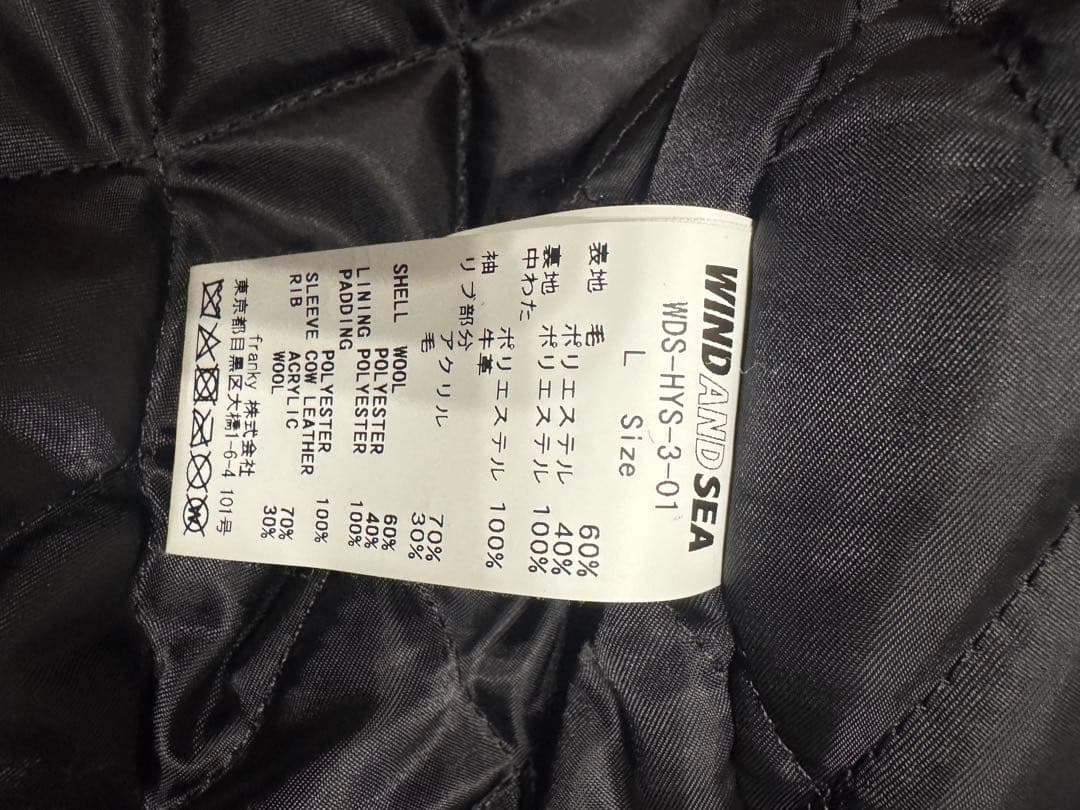 WIND AND SEA
WDS-HYS-3-01
L Size
表地 毛 60%
ポリエステル 40%
裏地 ポリエステル 100%
中わた ポリエステル 100%
袖 牛革
リブ部分 アクリル 70%
毛 30%
SHELL WOOL 60%
POLYESTER 40%
LINING POLYESTER 100%
PADDING POLYESTER 100%
SLEEVE COW LEATHER
RIB ACRYLIC 70%
WOOL 30%
franky 株式会社
東京都目黒区大橋1-6-4 101号
W